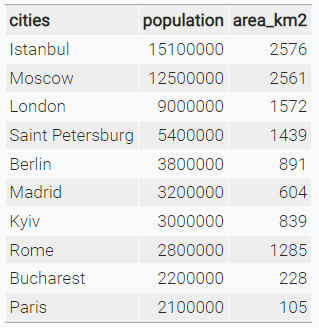 cities population area_km2
Istanbul 15100000 2576
Moscow 12500000 2561
London 9000000 1572
Saint Petersburg 5400000 1439
Berlin 3800000 891
Madrid 3200000 604
Kyiv 3000000 839
Rome 2800000 1285
Bucharest 2200000 228
Paris 2100000 105